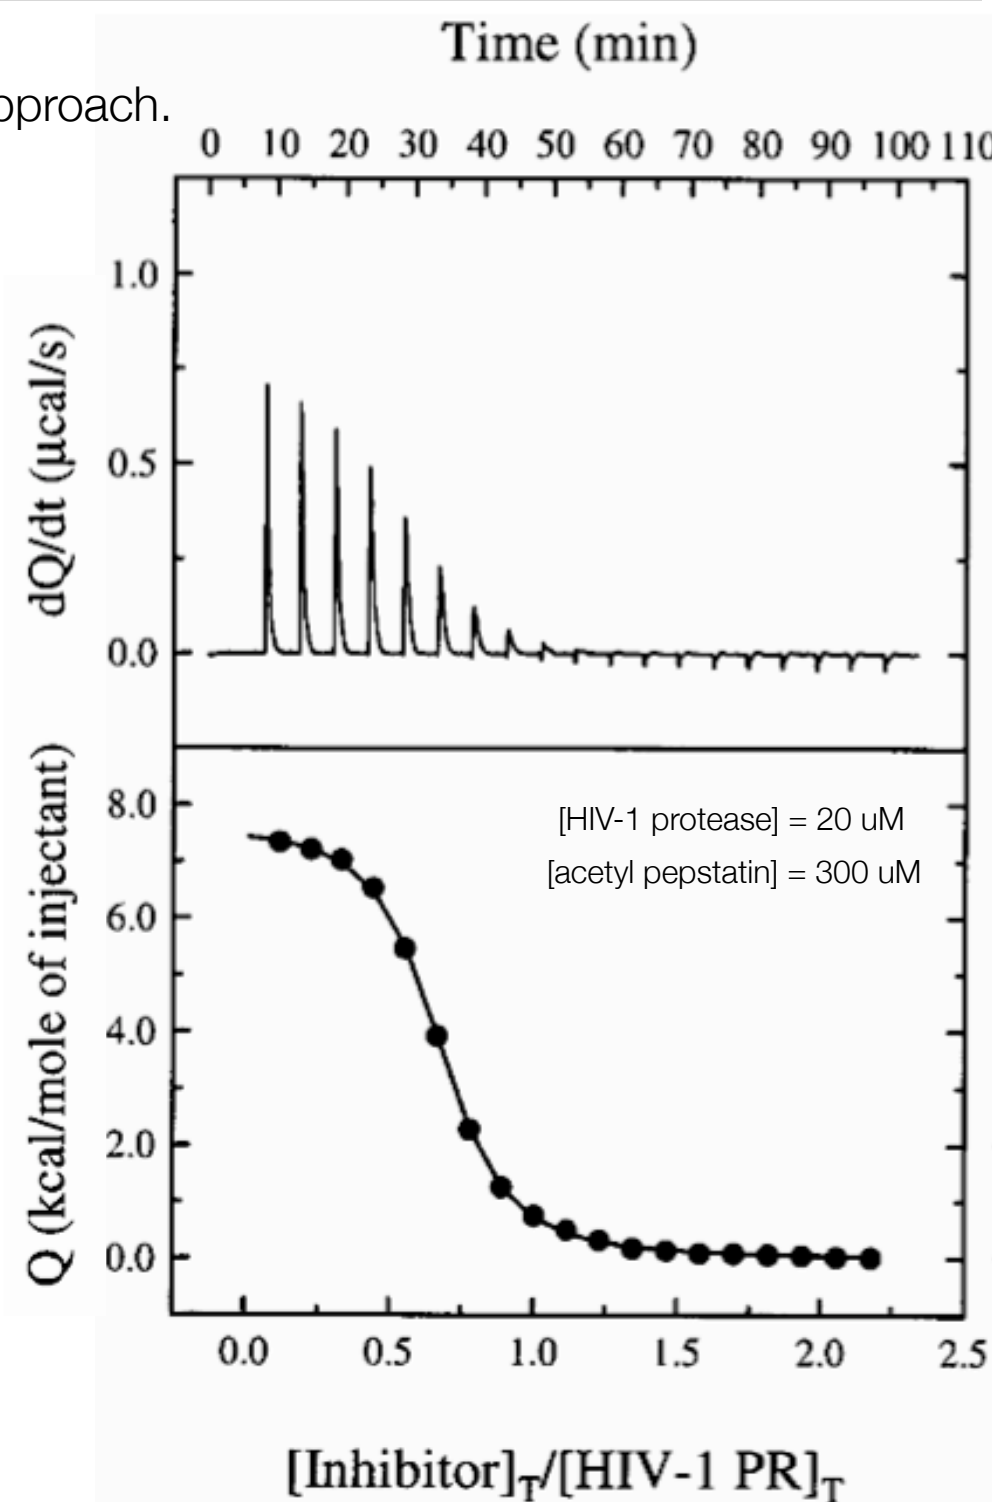 Time (min)
pproach.
0 10 20 30 40 50 60 70 80 90 100 110
1.0
0.5
0.0
dQ/dt (μcal/s)
8.0
6.0
4.0
2.0
0.0
Q (kcal/mole of injectant)
[HIV-1 protease] = 20 uM
[acetyl pepstatin] = 300 uM
0.0 0.5 1.0 1.5 2.0 2.5
[Inhibitor]T/[HIV-1 PR]T